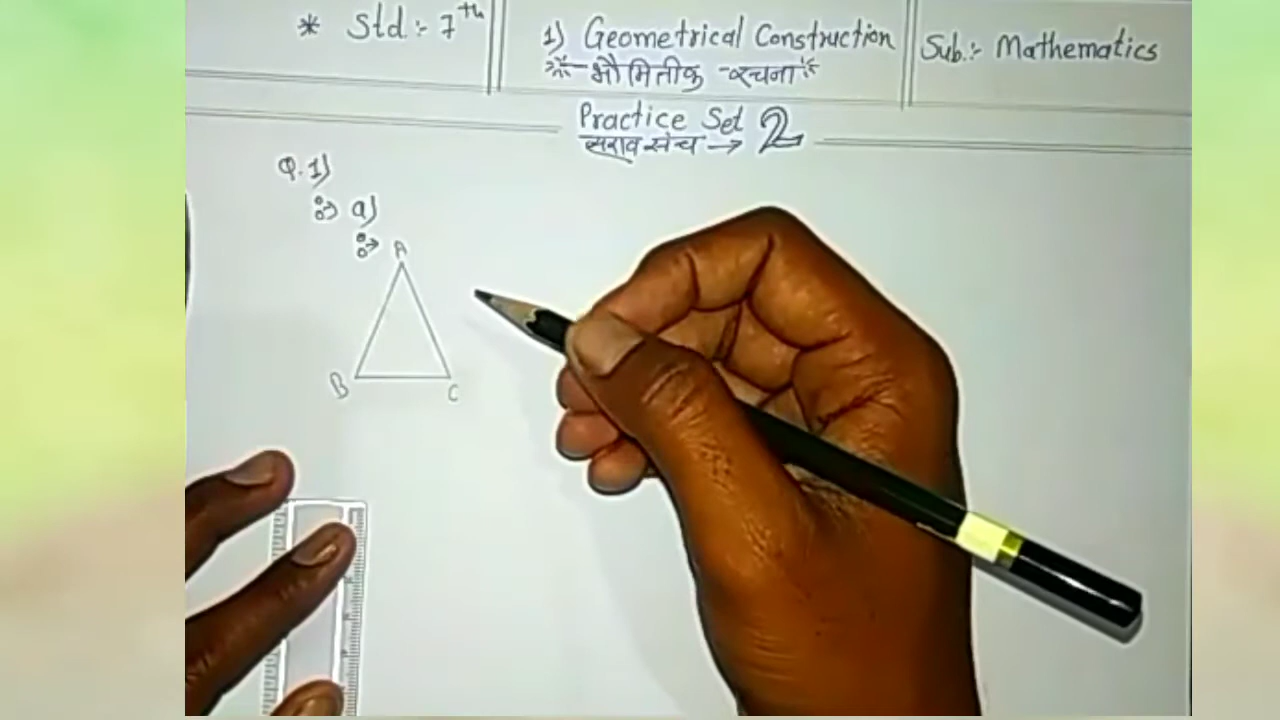 * Std :- 7th
1) Geometrical Construction
भौमितीक रचना
Sub :- Mathematics
Practice Set 2
सराव संच →
Q. 1)
a)
A
B
C